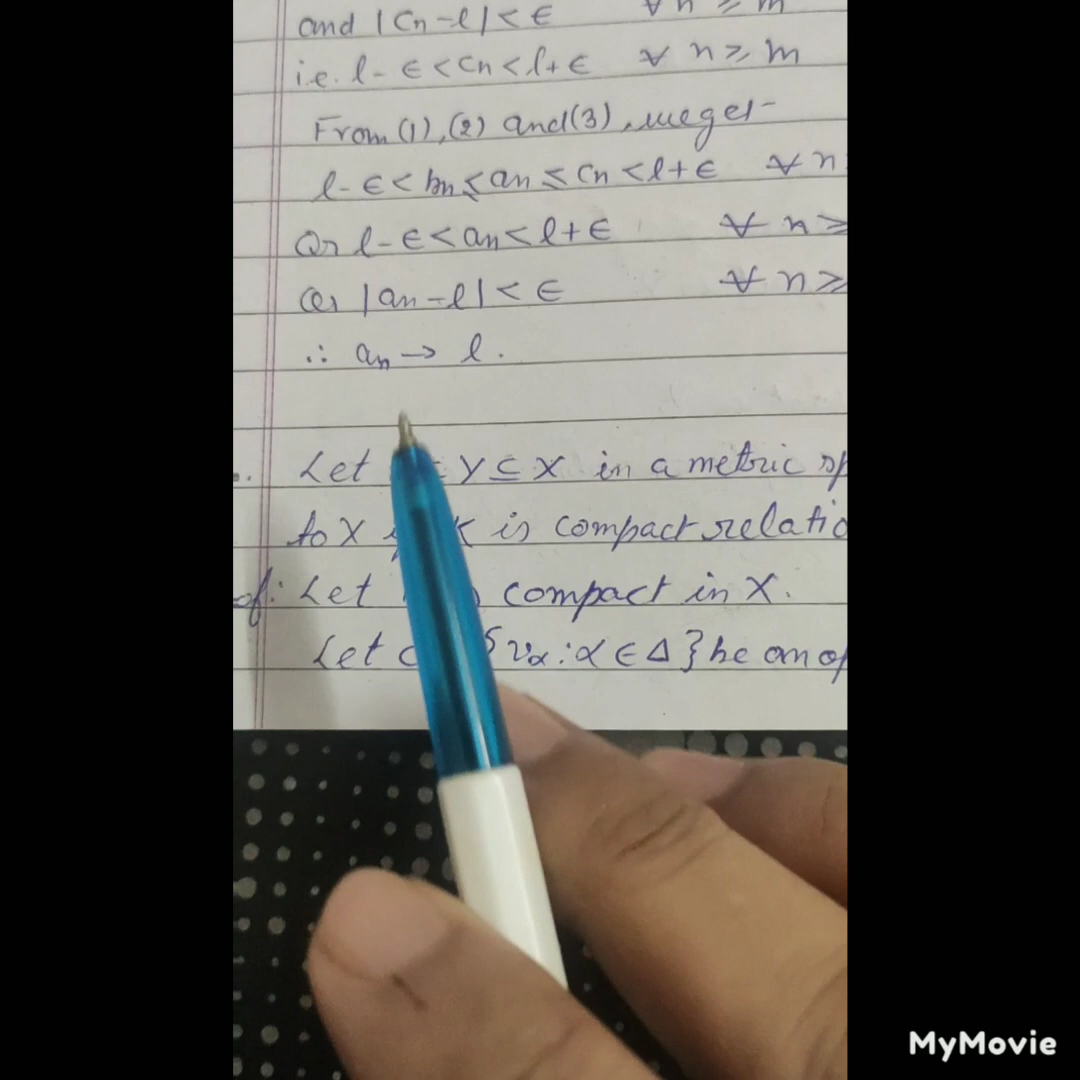 and |cn-l|<ϵ ∀ n ≥ m
i.e. l-ϵ<cn<l+ϵ ∀ n ≥ m
From (1), (2) and (3), we get
l-ϵ<bn≤an≤cn<l+ϵ ∀ n
Or l-ϵ<an<l+ϵ ∀ n ≥
Or |an-l|<ϵ ∀ n ≥
∴ an → l.
Let Y ⊆ X in a metric sp
to X K is compact relatio
of: Let compact in X.
Let {vα : α ∈ Δ} be an op
MyMovie